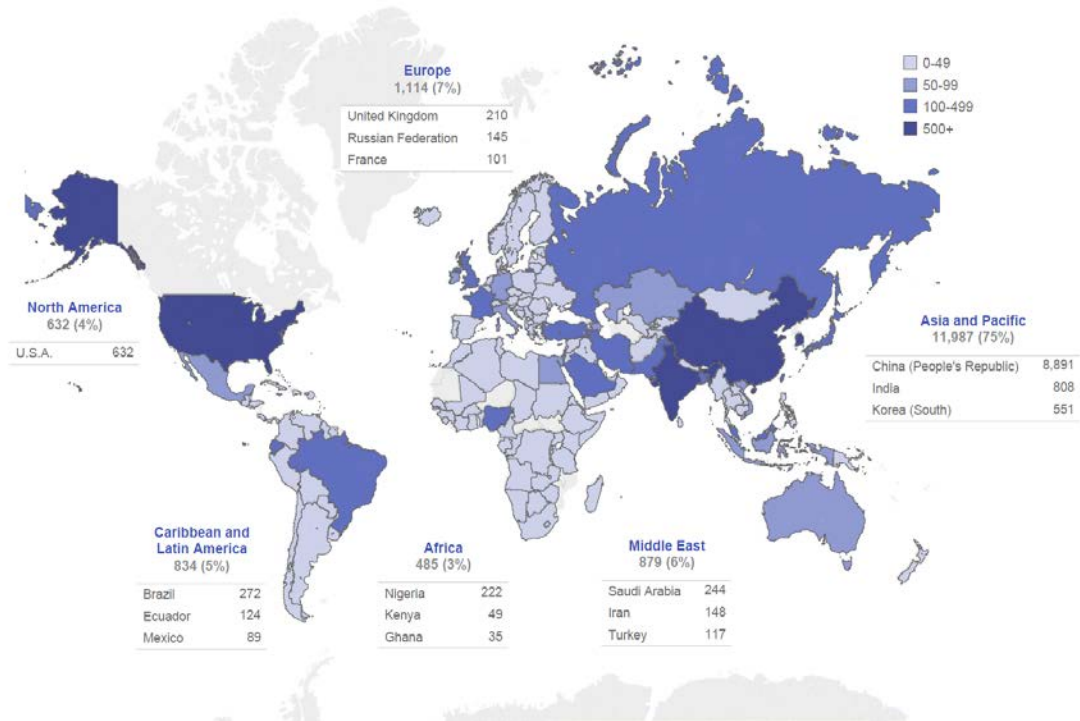 Europe
1,114 (7%)
United Kingdom 210
Russian Federation 145
France 101
0-49
50-99
100-499
500+
North America
632 (4%)
U.S.A. 632
Asia and Pacific
11,987 (75%)
China (People's Republic) 8,891
India 808
Korea (South) 551
Caribbean and
Latin America
834 (5%)
Brazil 272
Ecuador 124
Mexico 89
Africa
485 (3%)
Nigeria 222
Kenya 49
Ghana 35
Middle East
879 (6%)
Saudi Arabia 244
Iran 148
Turkey 117